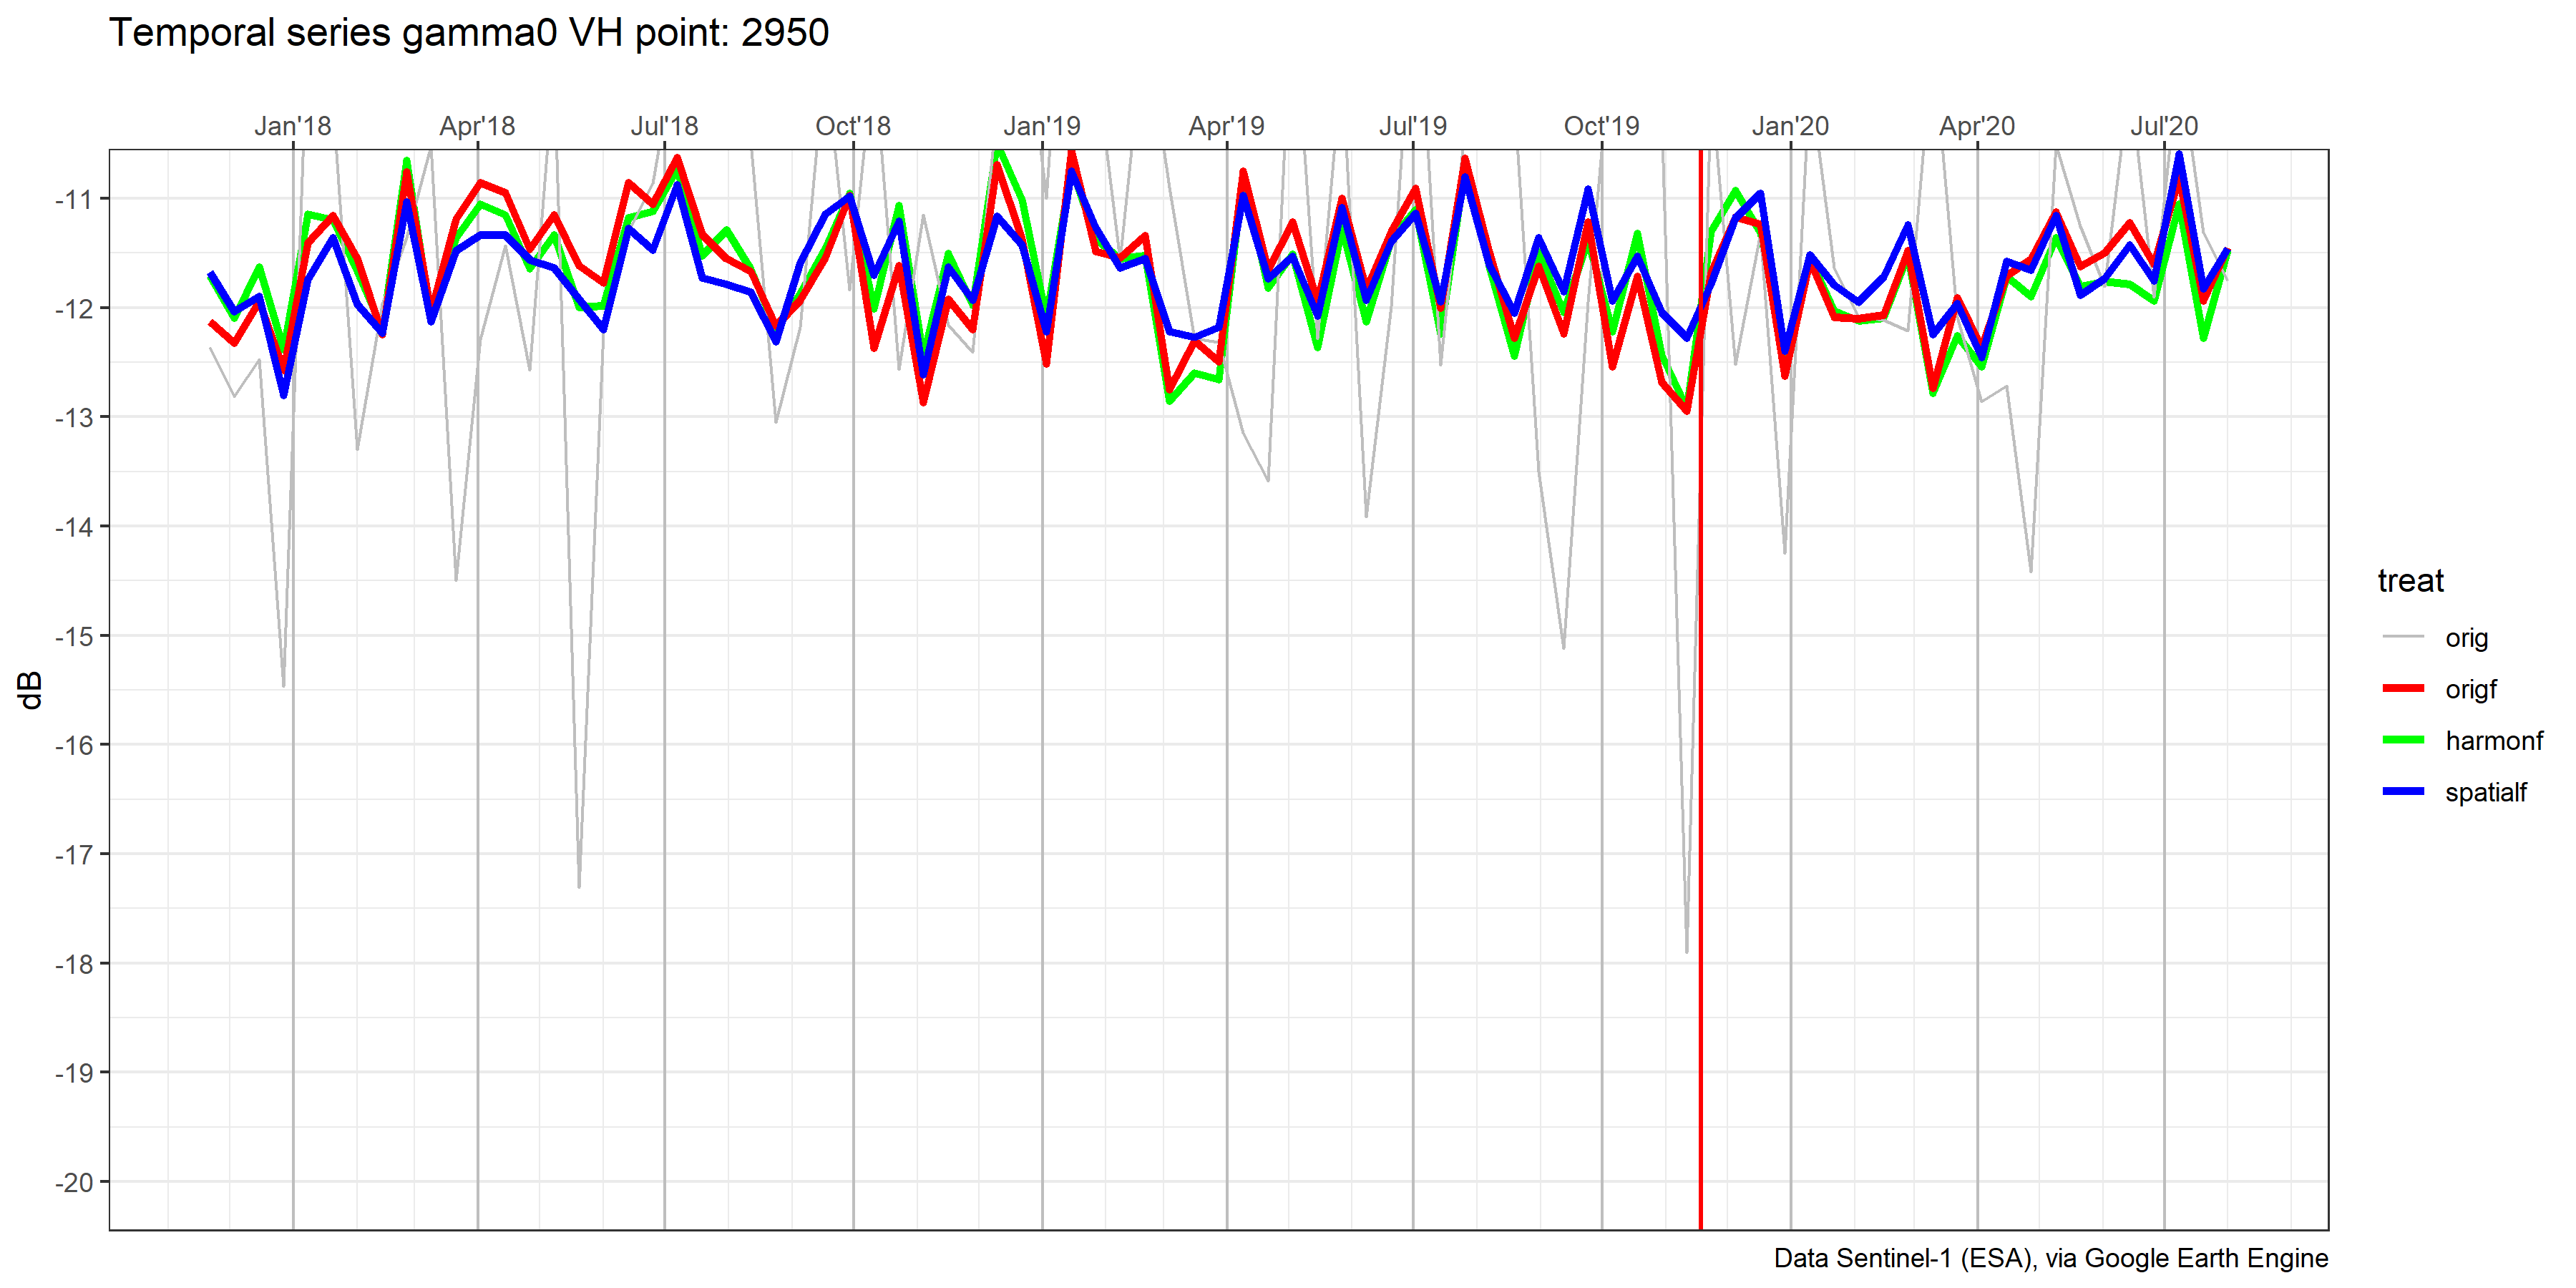 Temporal series gamma0 VH point: 2950
Jan'18 Apr'18 Jul'18 Oct'18 Jan'19 Apr'19 Jul'19 Oct'19 Jan'20 Apr'20 Jul'20
-11
-12
-13
-14
-15
-16
-17
-18
-19
-20
dB
treat
orig
origf
harmonf
spatialf
Data Sentinel-1 (ESA), via Google Earth Engine